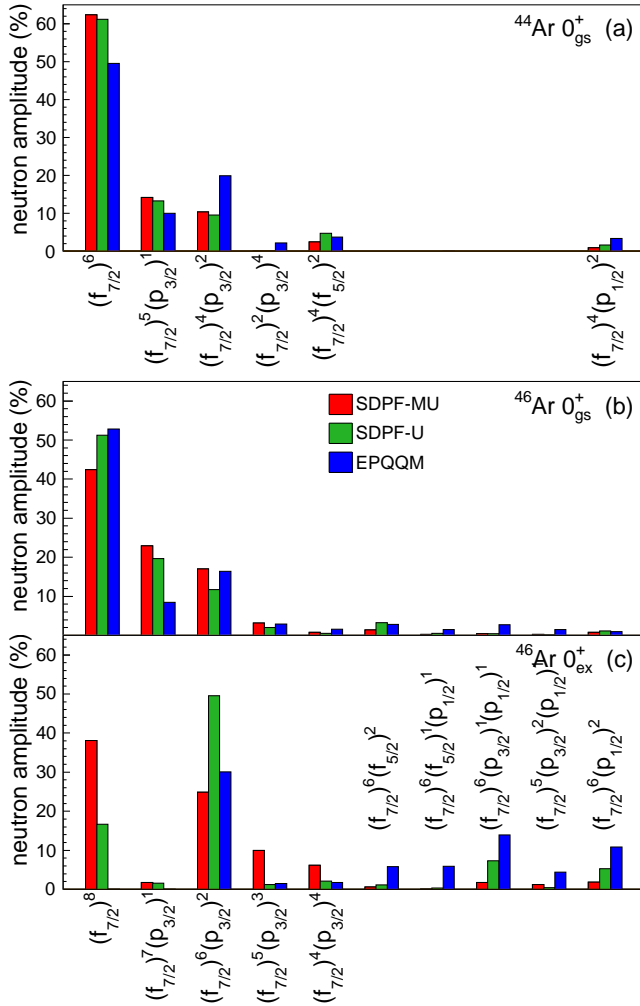 neutron amplitude (%)
60
50
40
30
20
10
0
⁴⁴Ar 0⁺gs (a)
(f7/2)⁶
(f7/2)⁵(p3/2)¹
(f7/2)⁴(p3/2)²
(f7/2)²(p3/2)⁴
(f7/2)⁴(f5/2)²
(f7/2)⁴(p1/2)²
neutron amplitude (%)
60
50
40
30
20
10
⁴⁶Ar 0⁺gs (b)
SDPF-MU
SDPF-U
EPQQM
neutron amplitude (%)
60
50
40
30
20
10
0
⁴⁶Ar 0⁺ex (c)
(f7/2)⁶(f5/2)²
(f7/2)⁶(f5/2)¹(p1/2)¹
(f7/2)⁶(p3/2)¹(p1/2)¹
(f7/2)⁵(p3/2)²(p1/2)¹
(f7/2)⁶(p1/2)²
(f7/2)⁸
(f7/2)⁷(p3/2)¹
(f7/2)⁶(p3/2)²
(f7/2)⁵(p3/2)³
(f7/2)⁴(p3/2)⁴